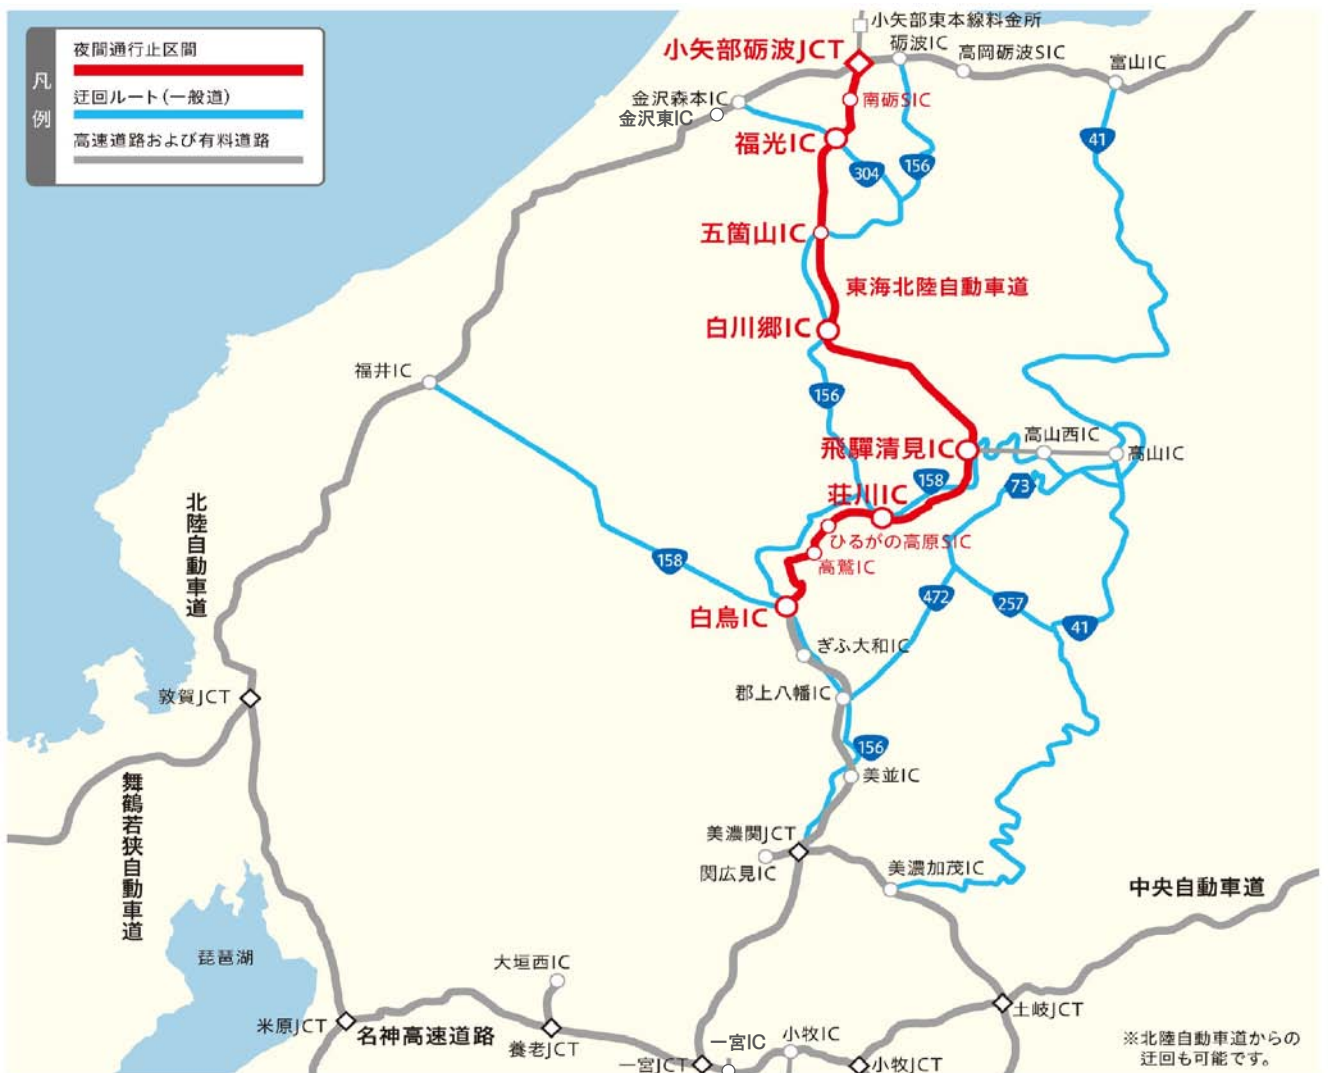 凡例
夜間通行止区間
迂回ルート(一般道)
高速道路および有料道路
小矢部東本線料金所
小矢部砺波JCT
砺波IC
高岡砺波SIC
富山IC
金沢森本IC
金沢東IC
南砺SIC
福光IC
304
156
41
五箇山IC
東海北陸自動車道
白川郷IC
福井IC
156
飛驒清見IC
高山西IC
高山IC
荘川IC
158
73
ひるがの高原SIC
高鷲IC
158
北陸自動車道
白鳥IC
472
257
41
ぎふ大和IC
敦賀JCT
郡上八幡IC
156
美並IC
舞鶴若狭自動車道
美濃関JCT
関広見IC
美濃加茂IC
中央自動車道
琵琶湖
大垣西IC
米原JCT
名神高速道路
養老JCT
一宮JCT
一宮IC
小牧IC
小牧JCT
土岐JCT
※北陸自動車道からの
迂回も可能です。